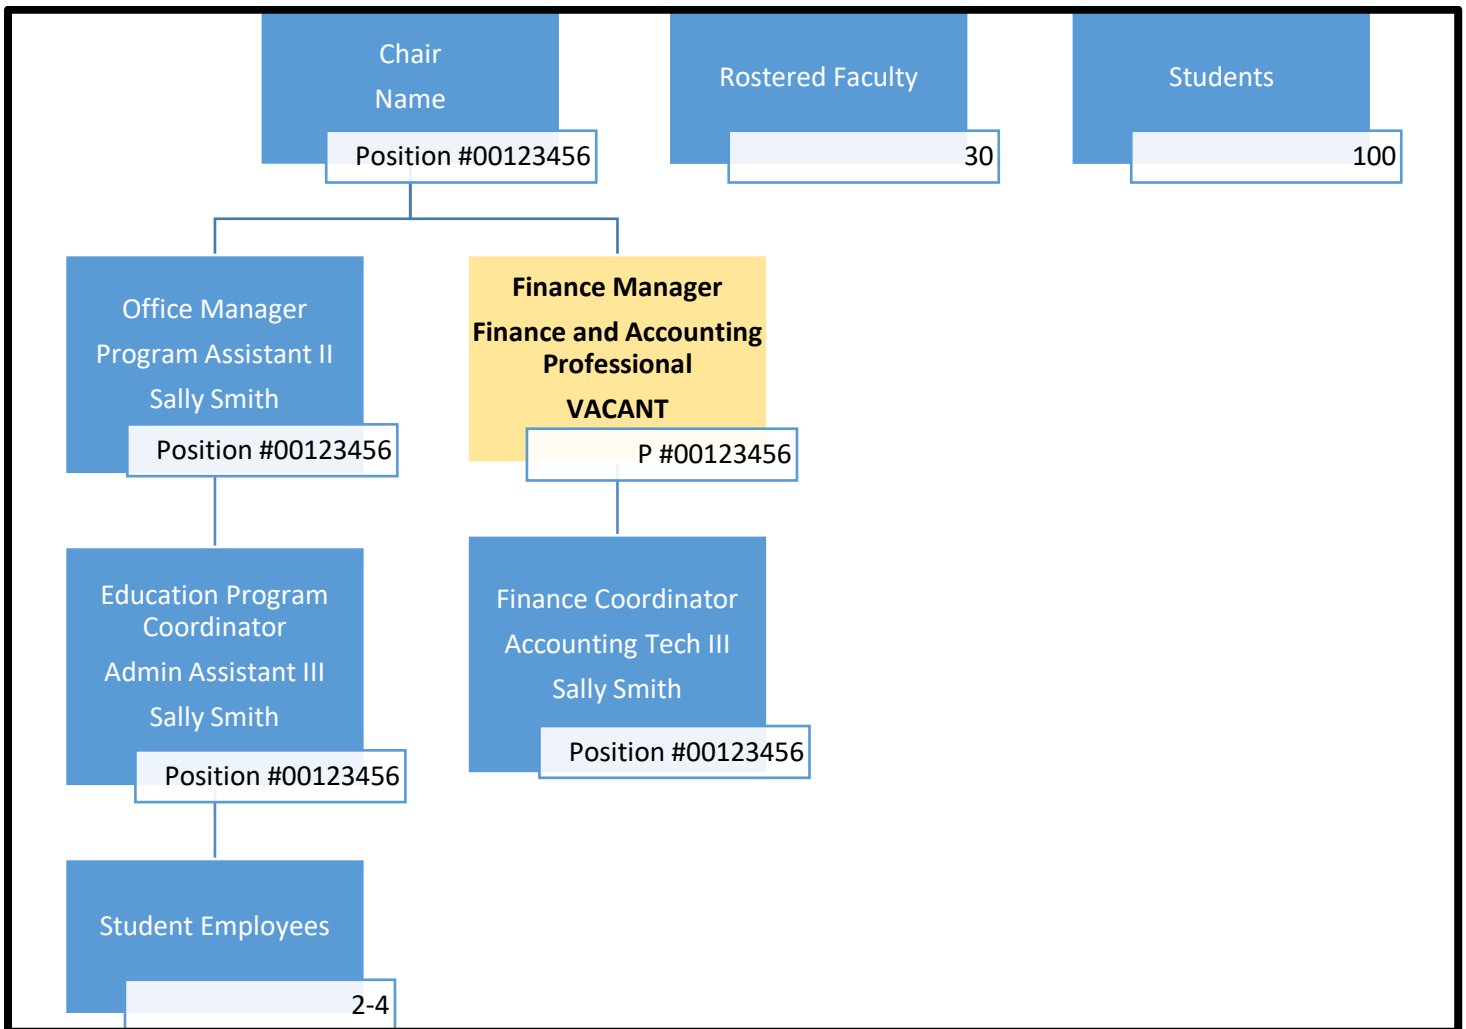 Chair
Name
Position #00123456
Rostered Faculty
30
Students
100
Office Manager
Program Assistant II
Sally Smith
Position #00123456
Finance Manager
Finance and Accounting
Professional
VACANT
P #00123456
Education Program
Coordinator
Admin Assistant III
Sally Smith
Position #00123456
Finance Coordinator
Accounting Tech III
Sally Smith
Position #00123456
Student Employees
2-4